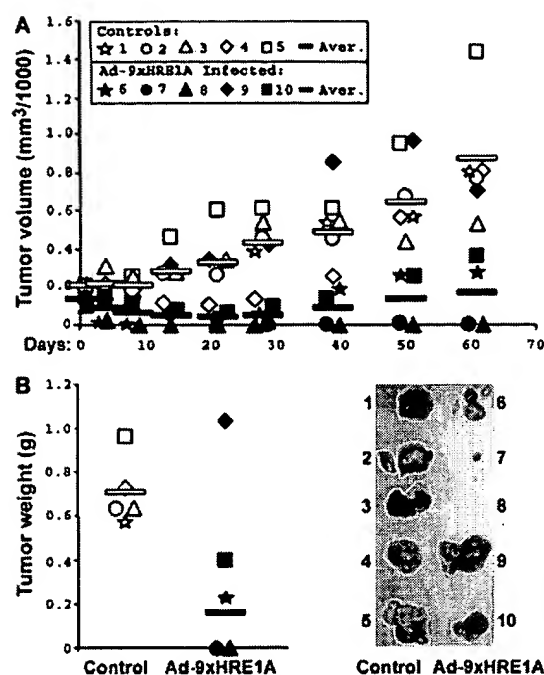 A
Controls:
1 2 3 4 5 Aver.
Ad-9xHRE1A Infected:
6 7 8 9 10 Aver.
Tumor volume (mm³/1000)
1.6
1.4
1.2
1.0
0.8
0.6
0.4
0.2
0
Days: 0 10 20 30 40 50 60 70
B
Tumor weight (g)
1.2
1.0
0.8
0.6
0.4
0.2
0
Control Ad-9xHRE1A
1 6
2 7
3 8
4 9
5 10
Control Ad-9xHRE1A